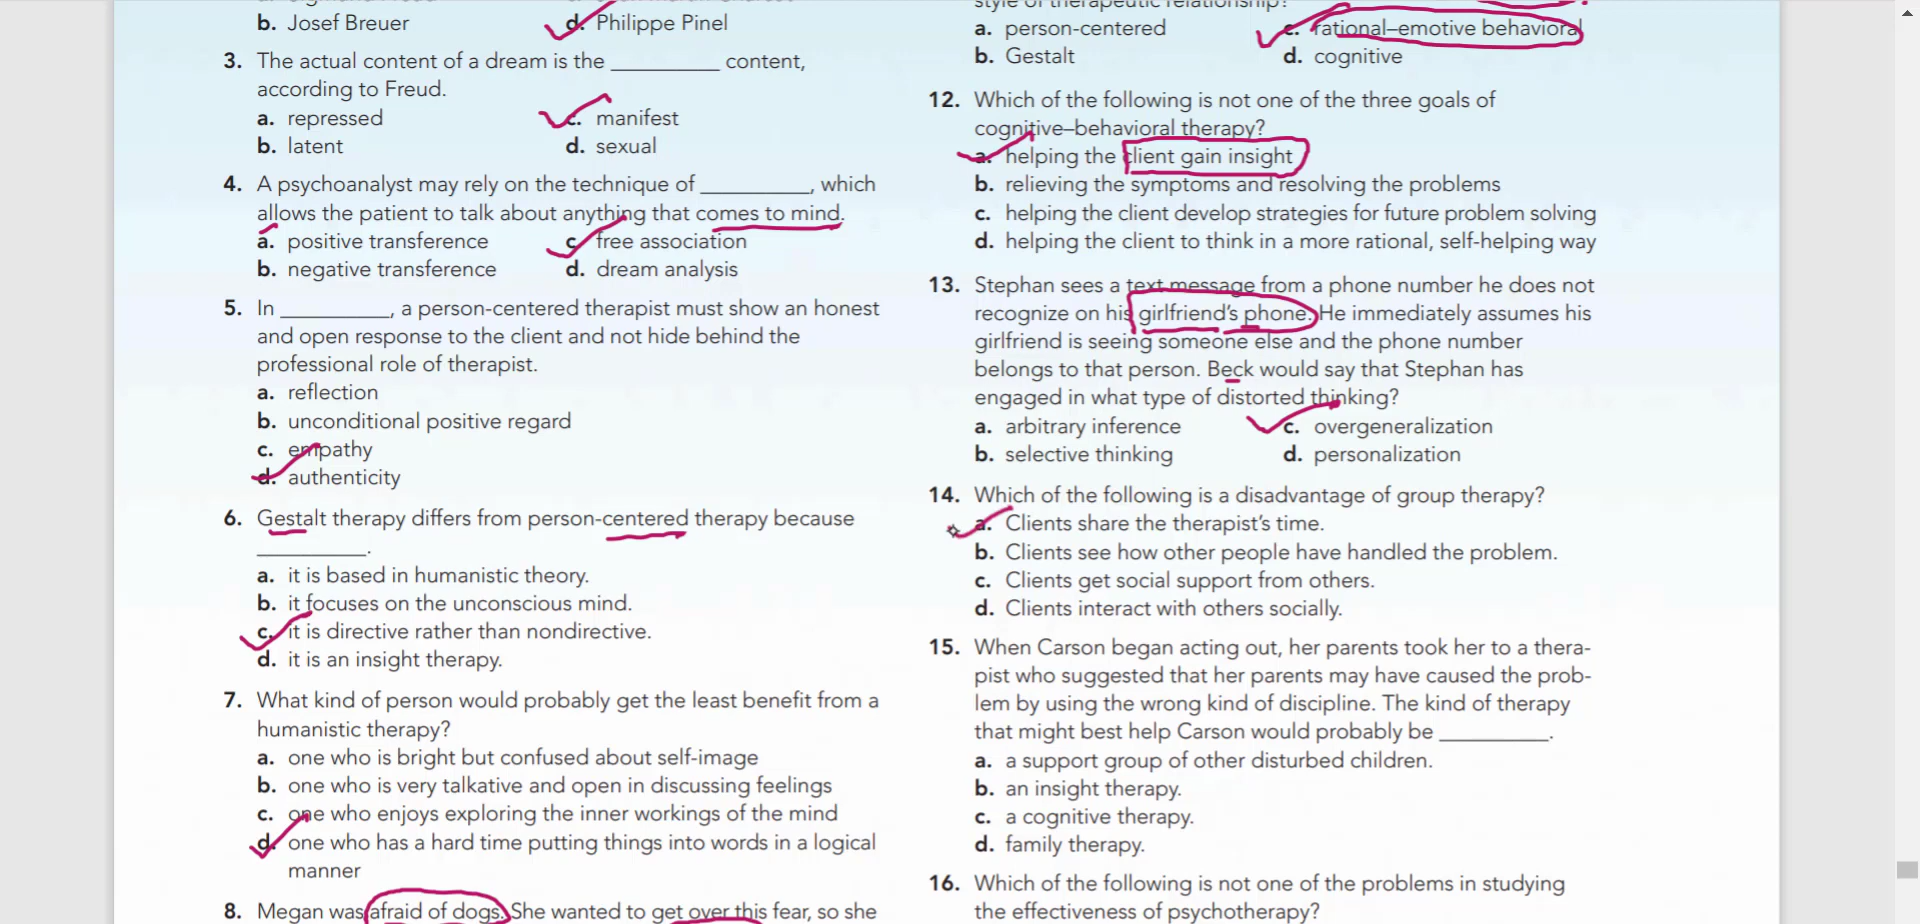 b. Josef Breuer
d. Philippe Pinel
3. The actual content of a dream is the __________ content,
according to Freud.
a. repressed
c. manifest
b. latent
d. sexual
4. A psychoanalyst may rely on the technique of __________, which
allows the patient to talk about anything that comes to mind.
a. positive transference
c. free association
b. negative transference
d. dream analysis
5. In __________, a person-centered therapist must show an honest
and open response to the client and not hide behind the
professional role of therapist.
a. reflection
b. unconditional positive regard
c. empathy
d. authenticity
6. Gestalt therapy differs from person-centered therapy because
__________.
a. it is based in humanistic theory.
b. it focuses on the unconscious mind.
c. it is directive rather than nondirective.
d. it is an insight therapy.
7. What kind of person would probably get the least benefit from a
humanistic therapy?
a. one who is bright but confused about self-image
b. one who is very talkative and open in discussing feelings
c. one who enjoys exploring the inner workings of the mind
d. one who has a hard time putting things into words in a logical
manner
8. Megan was afraid of dogs. She wanted to get over this fear, so she
style of therapeutic relationship?
a. person-centered
c. rational–emotive behavioral
b. Gestalt
d. cognitive
12. Which of the following is not one of the three goals of
cognitive–behavioral therapy?
a. helping the client gain insight
b. relieving the symptoms and resolving the problems
c. helping the client develop strategies for future problem solving
d. helping the client to think in a more rational, self-helping way
13. Stephan sees a text message from a phone number he does not
recognize on his girlfriend's phone. He immediately assumes his
girlfriend is seeing someone else and the phone number
belongs to that person. Beck would say that Stephan has
engaged in what type of distorted thinking?
a. arbitrary inference
c. overgeneralization
b. selective thinking
d. personalization
14. Which of the following is a disadvantage of group therapy?
a. Clients share the therapist's time.
b. Clients see how other people have handled the problem.
c. Clients get social support from others.
d. Clients interact with others socially.
15. When Carson began acting out, her parents took her to a thera-
pist who suggested that her parents may have caused the prob-
lem by using the wrong kind of discipline. The kind of therapy
that might best help Carson would probably be __________.
a. a support group of other disturbed children.
b. an insight therapy.
c. a cognitive therapy.
d. family therapy.
16. Which of the following is not one of the problems in studying
the effectiveness of psychotherapy?